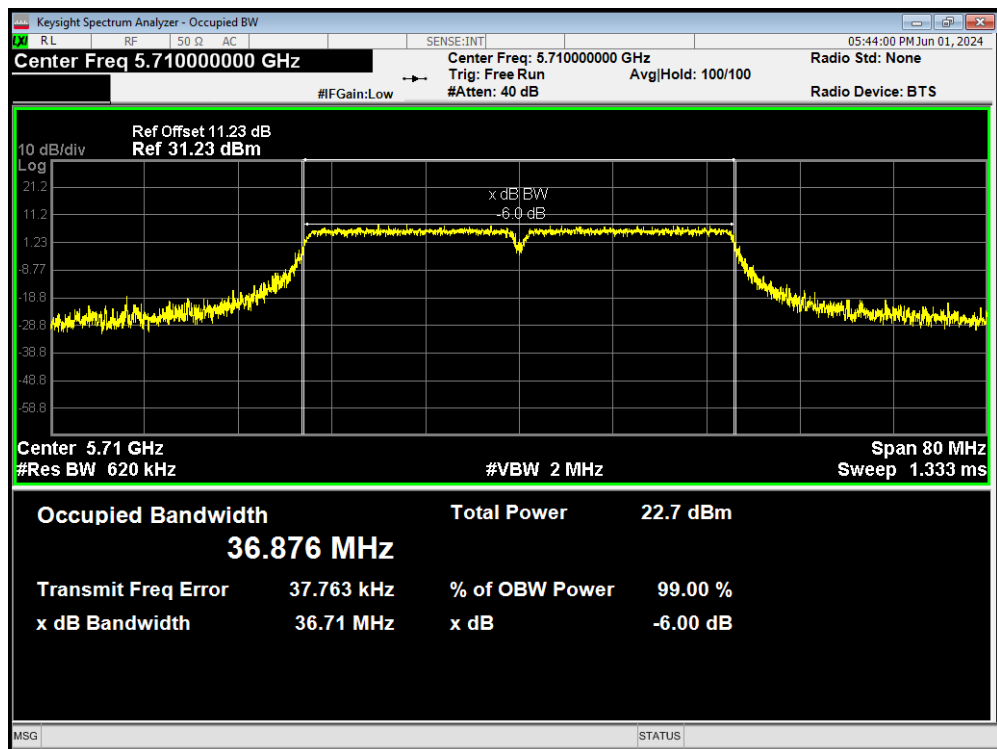 Keysight Spectrum Analyzer - Occupied BW
LXI RL RF 50 Ω AC SENSE:INT 05:44:00 PM Jun 01, 2024
Center Freq 5.710000000 GHz
Center Freq: 5.710000000 GHz Radio Std: None
Trig: Free Run Avg|Hold: 100/100
#IFGain:Low #Atten: 40 dB Radio Device: BTS
Ref Offset 11.23 dB
10 dB/div Ref 31.23 dBm
Log
21.2
x dB BW
11.2
-6.0 dB
1.23
-8.77
-18.8
-28.8
-38.8
-48.8
-58.8
Center 5.71 GHz Span 80 MHz
#Res BW 620 kHz #VBW 2 MHz Sweep 1.333 ms
Occupied Bandwidth Total Power 22.7 dBm
36.876 MHz
Transmit Freq Error 37.763 kHz % of OBW Power 99.00 %
x dB Bandwidth 36.71 MHz x dB -6.00 dB
MSG STATUS